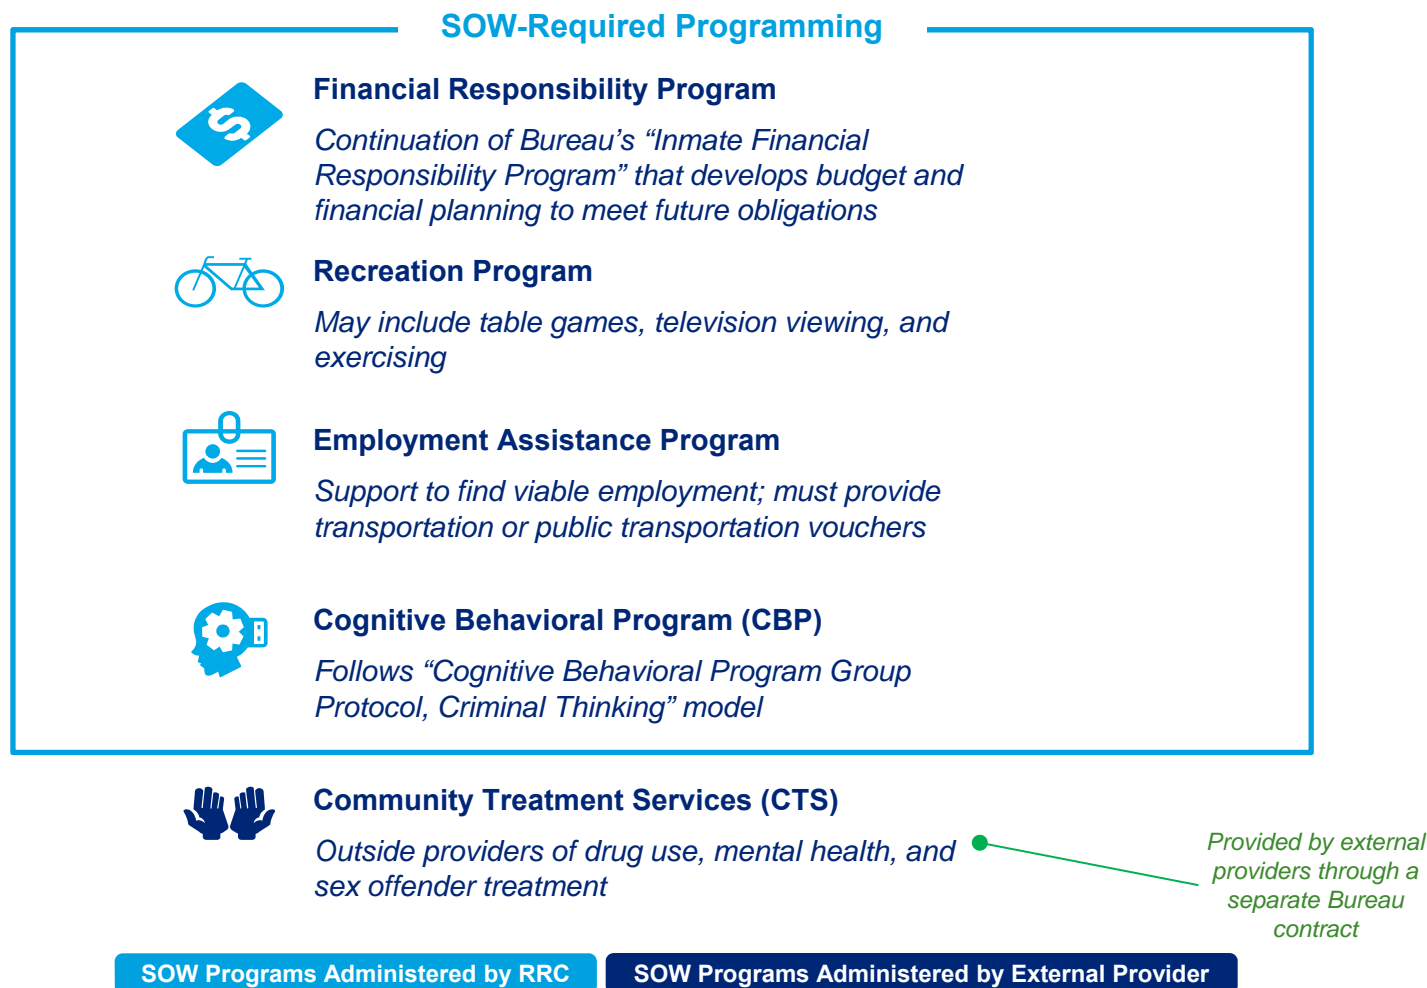 SOW-Required Programming
Financial Responsibility Program
Continuation of Bureau’s “Inmate Financial
Responsibility Program” that develops budget and
financial planning to meet future obligations
Recreation Program
May include table games, television viewing, and
exercising
Employment Assistance Program
Support to find viable employment; must provide
transportation or public transportation vouchers
Cognitive Behavioral Program (CBP)
Follows “Cognitive Behavioral Program Group
Protocol, Criminal Thinking” model
Community Treatment Services (CTS)
Outside providers of drug use, mental health, and
sex offender treatment
Provided by external
providers through a
separate Bureau
contract
SOW Programs Administered by RRC
SOW Programs Administered by External Provider